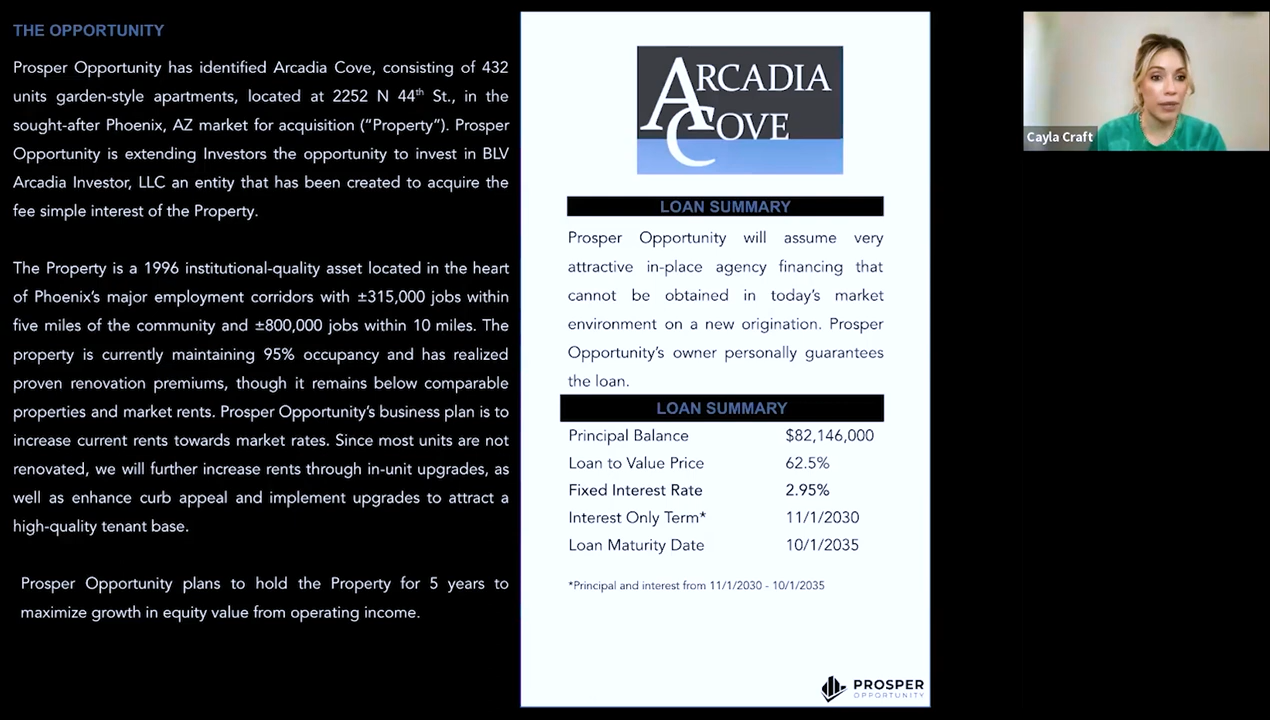 THE OPPORTUNITY
Prosper Opportunity has identified Arcadia Cove, consisting of 432
units garden-style apartments, located at 2252 N 44th St., in the
sought-after Phoenix, AZ market for acquisition (“Property”). Prosper
Opportunity is extending Investors the opportunity to invest in BLV
Arcadia Investor, LLC an entity that has been created to acquire the
fee simple interest of the Property.
The Property is a 1996 institutional-quality asset located in the heart
of Phoenix’s major employment corridors with ±315,000 jobs within
five miles of the community and ±800,000 jobs within 10 miles. The
property is currently maintaining 95% occupancy and has realized
proven renovation premiums, though it remains below comparable
properties and market rents. Prosper Opportunity’s business plan is to
increase current rents towards market rates. Since most units are not
renovated, we will further increase rents through in-unit upgrades, as
well as enhance curb appeal and implement upgrades to attract a
high-quality tenant base.
Prosper Opportunity plans to hold the Property for 5 years to
maximize growth in equity value from operating income.
ARCADIA
COVE
LOAN SUMMARY
Prosper Opportunity will assume very
attractive in-place agency financing that
cannot be obtained in today’s market
environment on a new origination. Prosper
Opportunity’s owner personally guarantees
the loan.
LOAN SUMMARY
Principal Balance $82,146,000
Loan to Value Price 62.5%
Fixed Interest Rate 2.95%
Interest Only Term* 11/1/2030
Loan Maturity Date 10/1/2035
*Principal and interest from 11/1/2030 - 10/1/2035
PROSPER
OPPORTUNITY
Cayla Craft